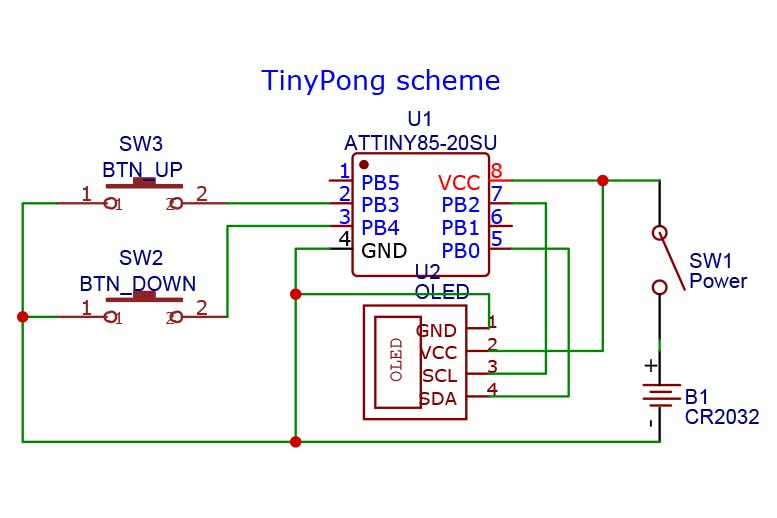 TinyPong scheme
U1
ATTINY85-20SU
SW3
BTN_UP
1 1 2 2
SW2
BTN_DOWN
1 1 2 2
1 PB5 VCC 8
2 PB3 PB2 7
3 PB4 PB1 6
4 GND PB0 5
U2
OLED
OLED
GND 1
VCC 2
SCL 3
SDA 4
SW1
Power
+
B1
CR2032
-